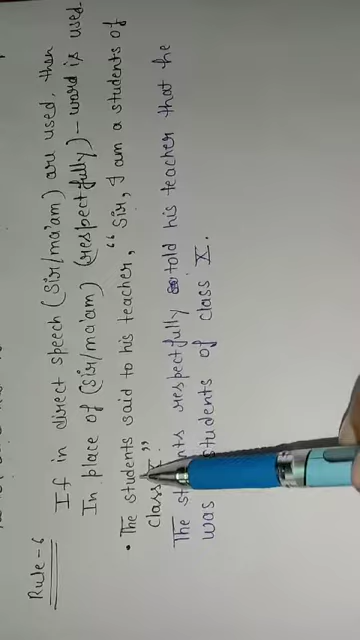 Rule-6
If in direct speech (Sir/ma'am) are used, then
In place of (Sir/ma'am) (respectfully) - word is used
• The students said to his teacher, "Sir, I am a students of
class X."
The students respectfully told his teacher that he
was students of class X.